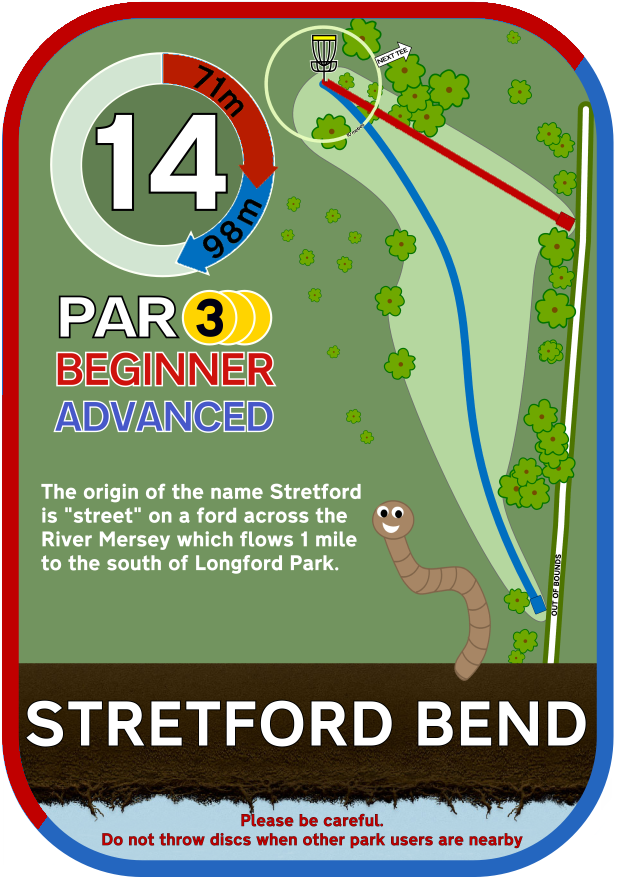 NEXT TEE
71m
14
98m
PAR 3
BEGINNER
ADVANCED
The origin of the name Stretford
is "street" on a ford across the
River Mersey which flows 1 mile
to the south of Longford Park.
OUT OF BOUNDS
STRETFORD BEND
Please be careful.
Do not throw discs when other park users are nearby